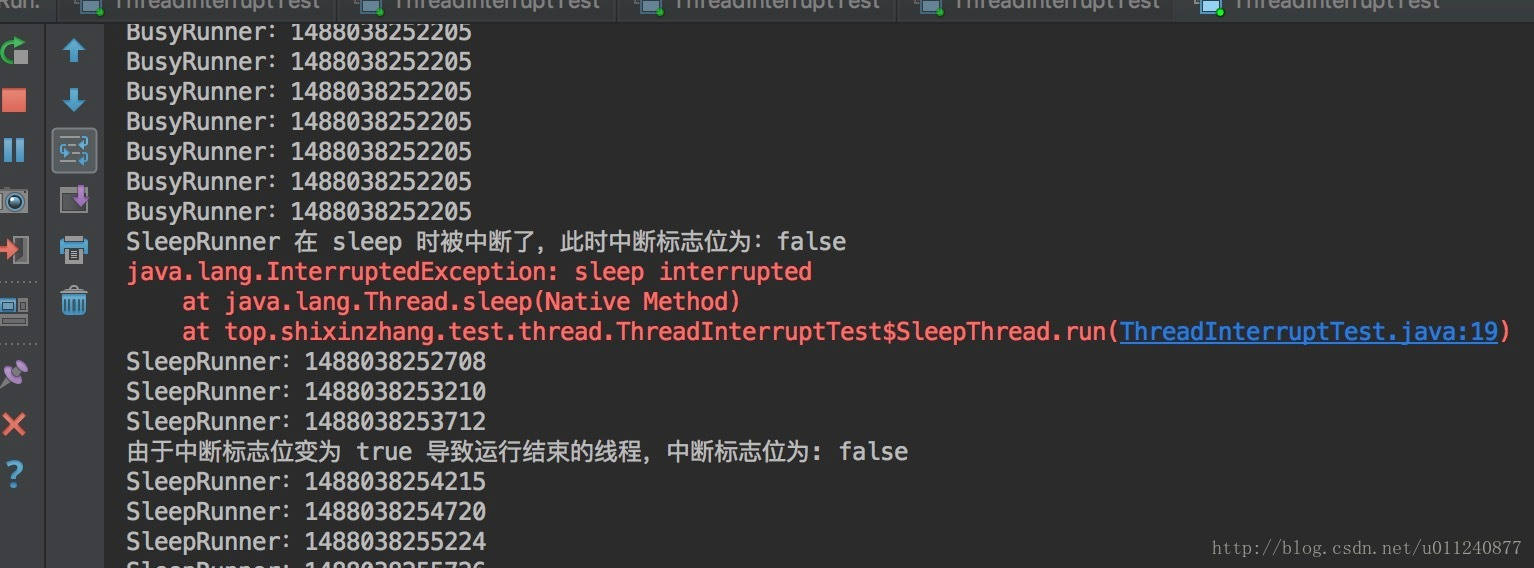 Run: ThreadInterruptTest ThreadInterruptTest ThreadInterruptTest ThreadInterruptTest ThreadInterruptTest
BusyRunner: 1488038252205
BusyRunner: 1488038252205
BusyRunner: 1488038252205
BusyRunner: 1488038252205
BusyRunner: 1488038252205
BusyRunner: 1488038252205
BusyRunner: 1488038252205
SleepRunner 在 sleep 时被中断了，此时中断标志位为：false
java.lang.InterruptedException: sleep interrupted
at java.lang.Thread.sleep(Native Method)
at top.shixinzhang.test.thread.ThreadInterruptTest$SleepThread.run(ThreadInterruptTest.java:19)
SleepRunner: 1488038252708
SleepRunner: 1488038253210
SleepRunner: 1488038253712
由于中断标志位变为 true 导致运行结束的线程，中断标志位为: false
SleepRunner: 1488038254215
SleepRunner: 1488038254720
SleepRunner: 1488038255224
SleepRunner: 1488038255726
http://blog.csdn.net/u011240877